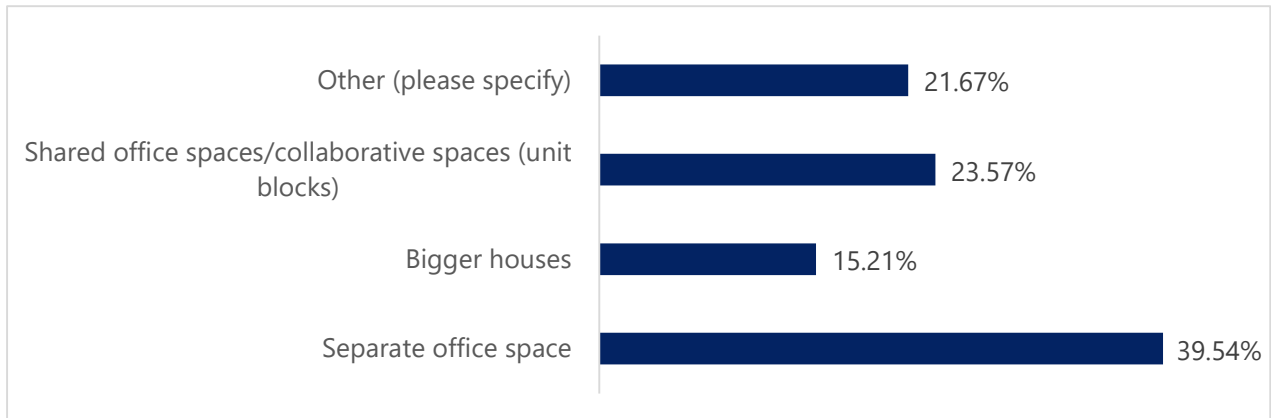 Other (please specify)
21.67%
Shared office spaces/collaborative spaces (unit
blocks)
23.57%
Bigger houses
15.21%
Separate office space
39.54%